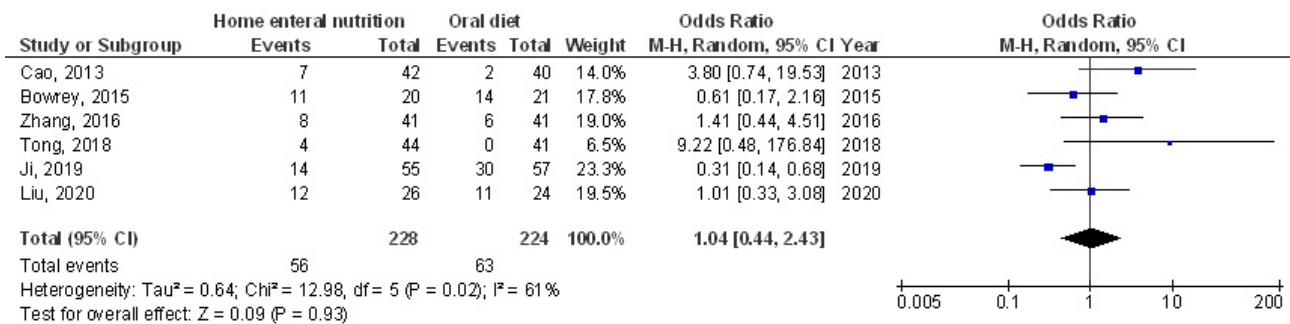 Home enteral nutrition Oral diet Odds Ratio Odds Ratio
Study or Subgroup Events Total Events Total Weight M-H, Random, 95% CI Year M-H, Random, 95% CI
Cao, 2013 7 42 2 40 14.0% 3.80 [0.74, 19.53] 2013
Bowrey, 2015 11 20 14 21 17.8% 0.61 [0.17, 2.16] 2015
Zhang, 2016 8 41 6 41 19.0% 1.41 [0.44, 4.51] 2016
Tong, 2018 4 44 0 41 6.5% 9.22 [0.48, 176.84] 2018
Ji, 2019 14 55 30 57 23.3% 0.31 [0.14, 0.68] 2019
Liu, 2020 12 26 11 24 19.5% 1.01 [0.33, 3.08] 2020
Total (95% CI) 228 224 100.0% 1.04 [0.44, 2.43]
Total events 56 63
Heterogeneity: Tau² = 0.64; Chi² = 12.98, df = 5 (P = 0.02); I² = 61%
Test for overall effect: Z = 0.09 (P = 0.93)
0.005 0.1 1 10 200